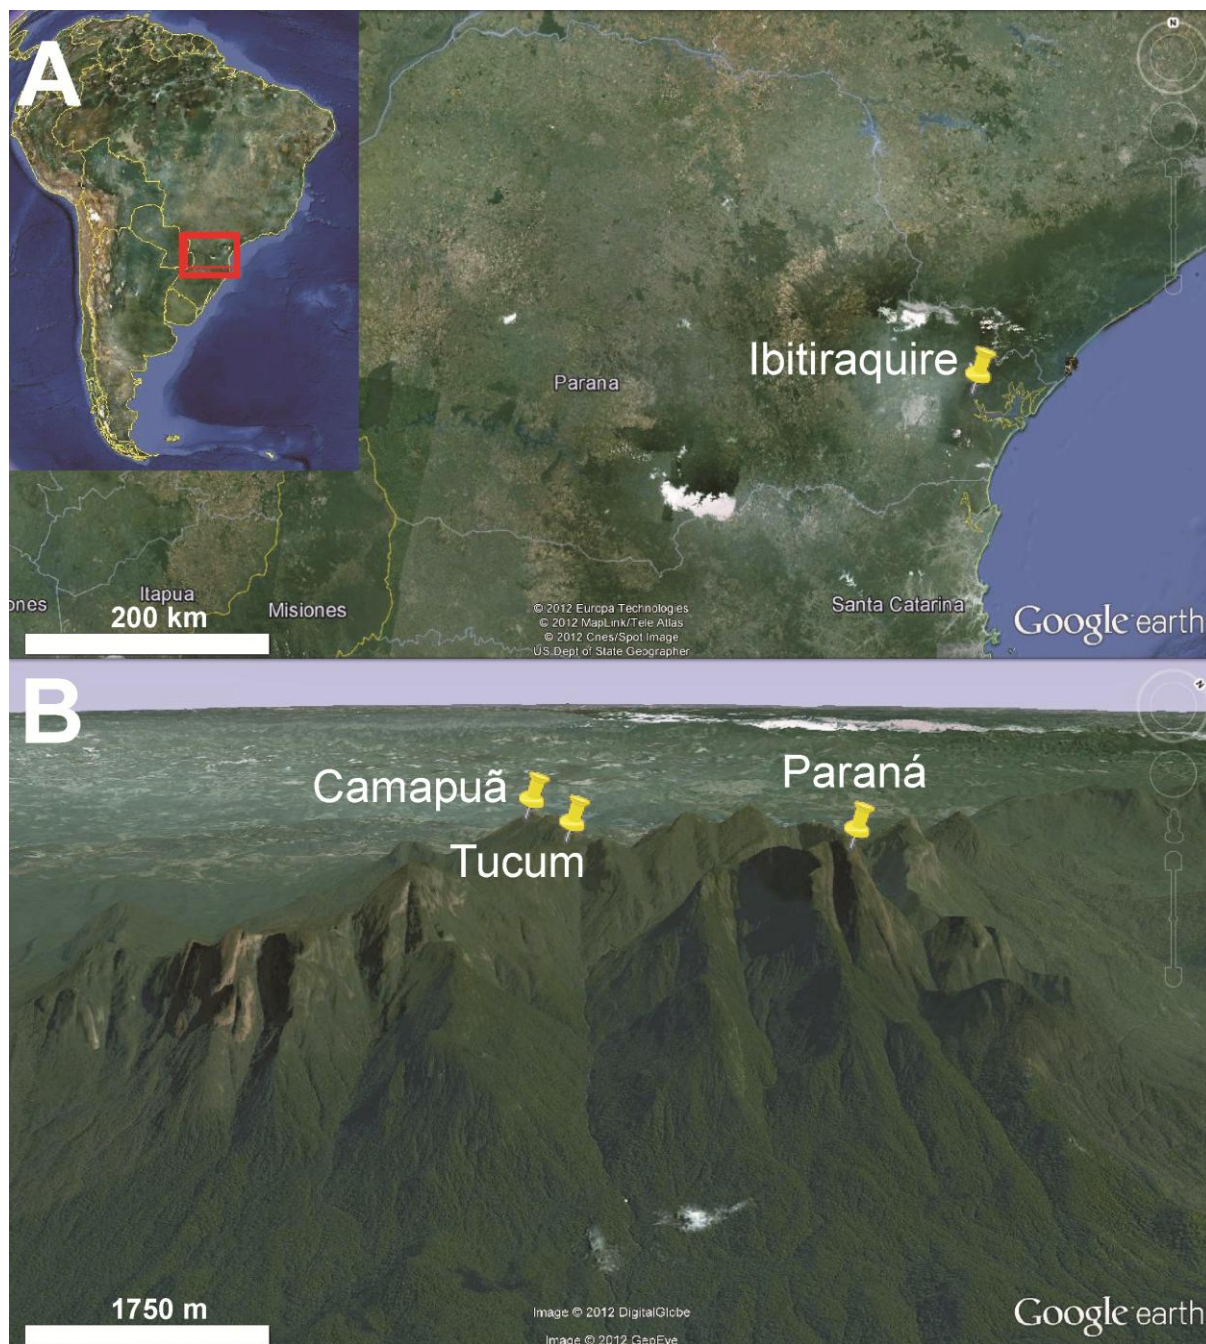 A
N
Ibitiraquire
Parana
Itapua
ones
Misiones
200 km
Santa Catarina
© 2012 Europa Technologies
© 2012 MapLink/Tele Atlas
© 2012 Cnes/Spot Image
US Dept of State Geographer
Google earth
B
N
Camapuã
Paraná
Tucum
1750 m
Image © 2012 DigitalGlobe
Image © 2012 GeoEye
Google earth